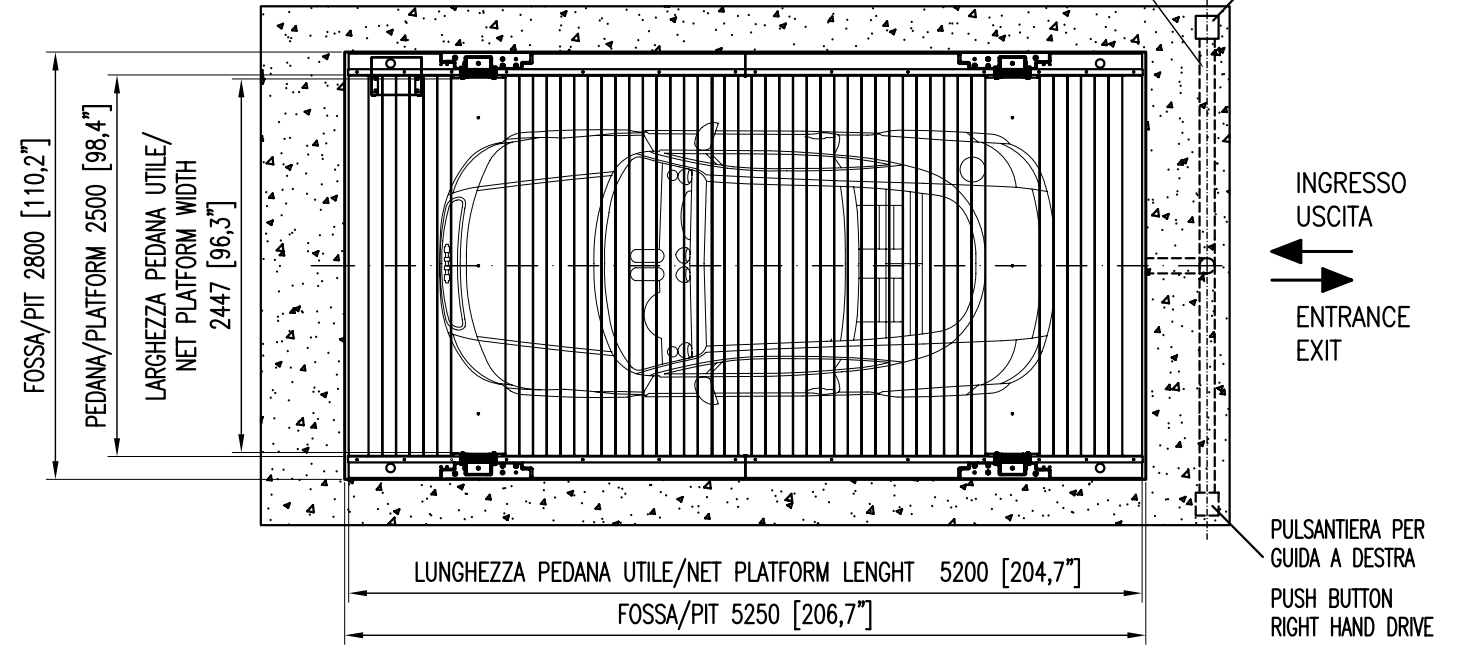 FOSSA/PIT 2800 [110,2"]
PEDANA/PLATFORM 2500 [98,4"]
LARGHEZZA PEDANA UTILE/
NET PLATFORM WIDTH
2447 [96,3"]
INGRESSO
USCITA
ENTRANCE
EXIT
LUNGHEZZA PEDANA UTILE/NET PLATFORM LENGHT 5200 [204,7"]
FOSSA/PIT 5250 [206,7"]
PULSANTIERA PER
GUIDA A DESTRA
PUSH BUTTON
RIGHT HAND DRIVE